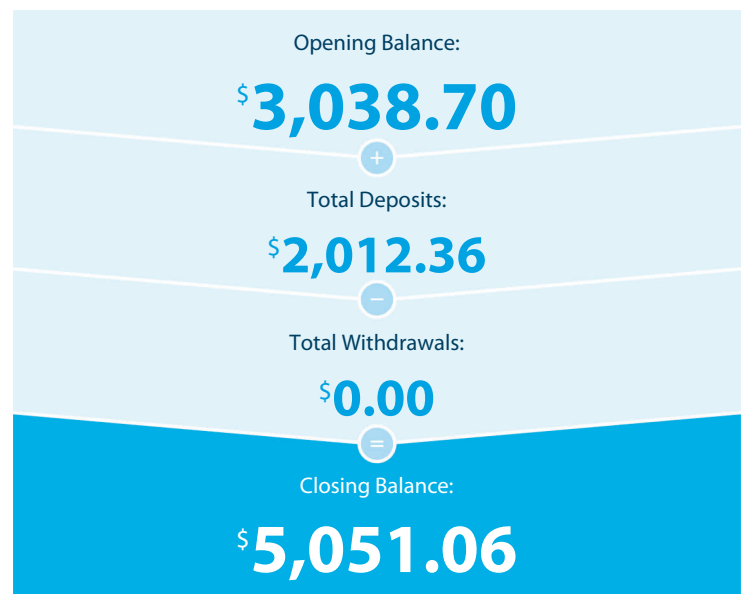 Opening Balance:
$3,038.70
+
Total Deposits:
$2,012.36
−
Total Withdrawals:
$0.00
=
Closing Balance:
$5,051.06